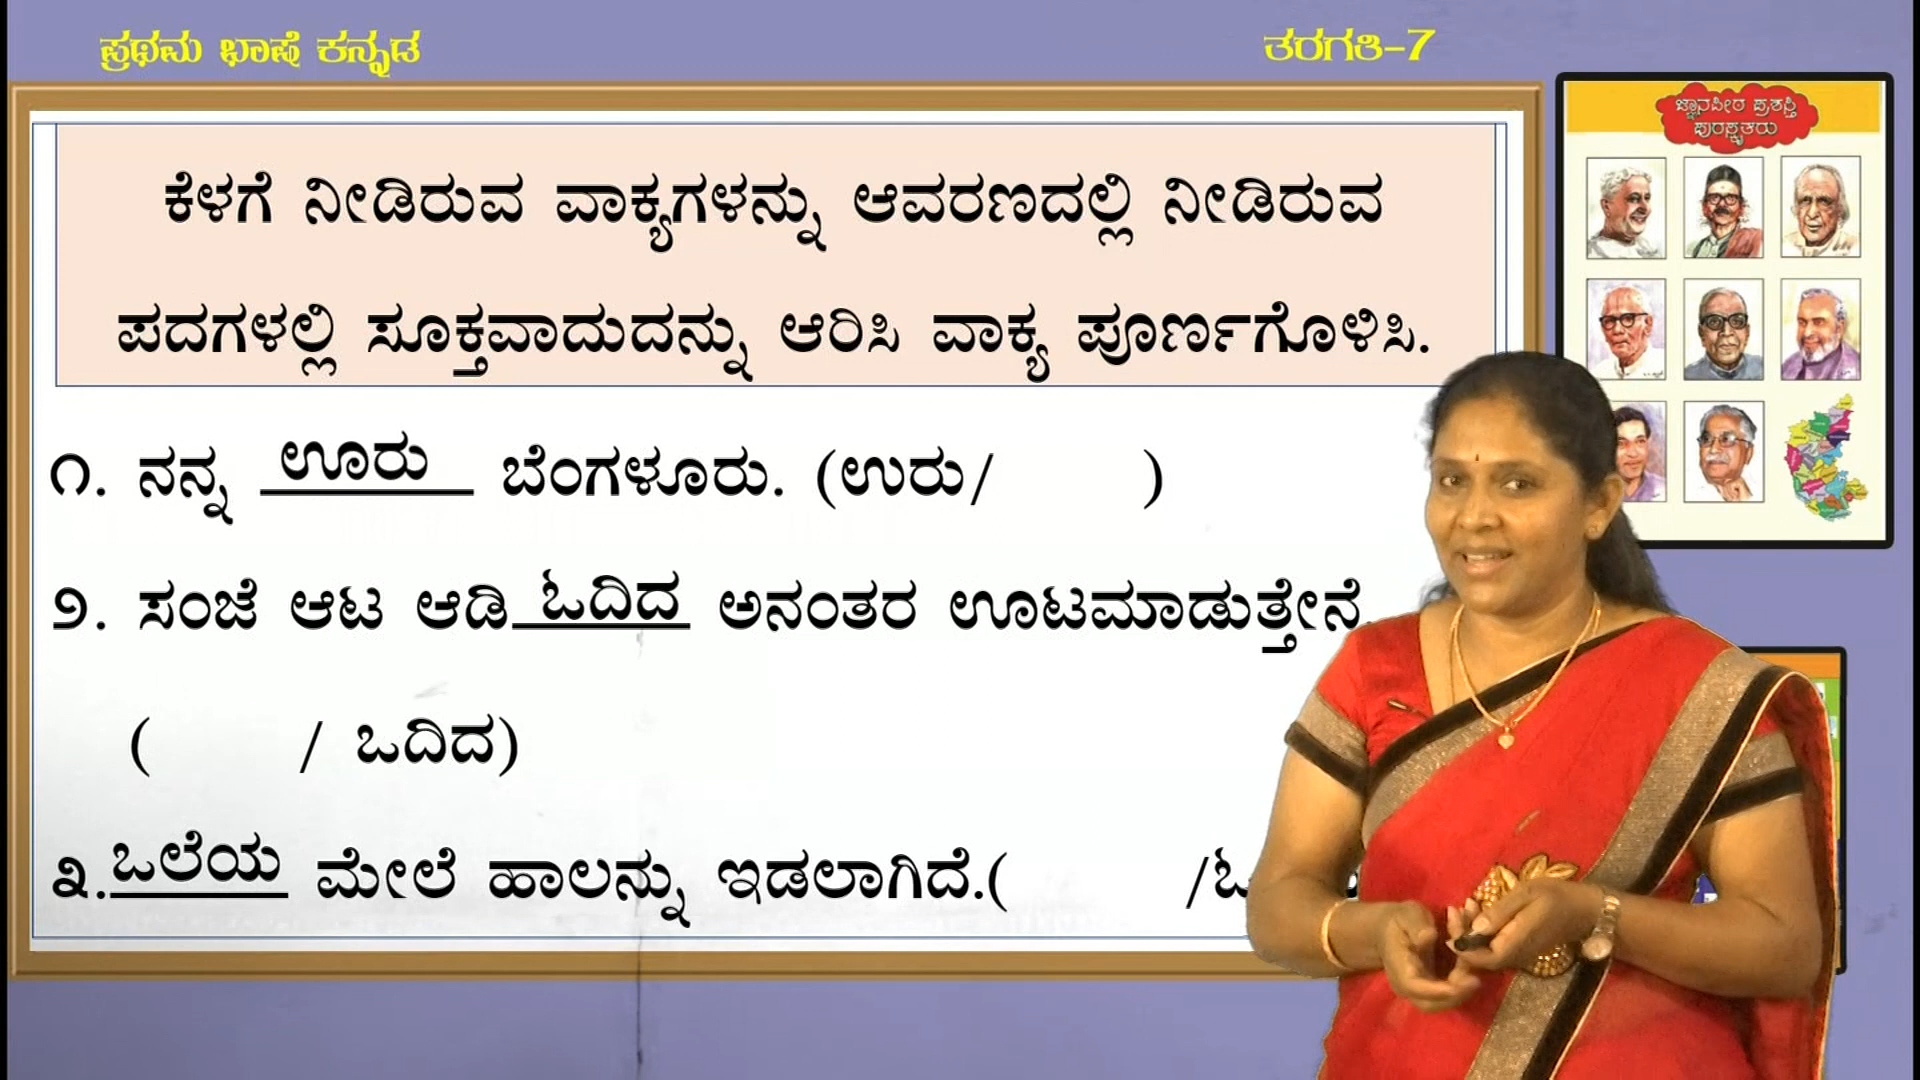 ಪ್ರಥಮ ಭಾಷೆ ಕನ್ನಡ
ತರಗತಿ-7
ಜ್ಞಾನಪೀಠ ಪ್ರಶಸ್ತಿ
ಪುರಸ್ಕೃತರು
ಕೆಳಗೆ ನೀಡಿರುವ ವಾಕ್ಯಗಳನ್ನು ಆವರಣದಲ್ಲಿ ನೀಡಿರುವ
ಪದಗಳಲ್ಲಿ ಸೂಕ್ತವಾದುದನ್ನು ಆರಿಸಿ ವಾಕ್ಯ ಪೂರ್ಣಗೊಳಿಸಿ.
೧. ನನ್ನ ಊರು ಬೆಂಗಳೂರು. (ಉರು/ )
೨. ಸಂಜೆ ಆಟ ಆಡಿ ಓದಿದ ಅನಂತರ ಊಟಮಾಡುತ್ತೇನೆ.
( / ಒದಿದ)
೩. ಒಲೆಯ ಮೇಲೆ ಹಾಲನ್ನು ಇಡಲಾಗಿದೆ.( /